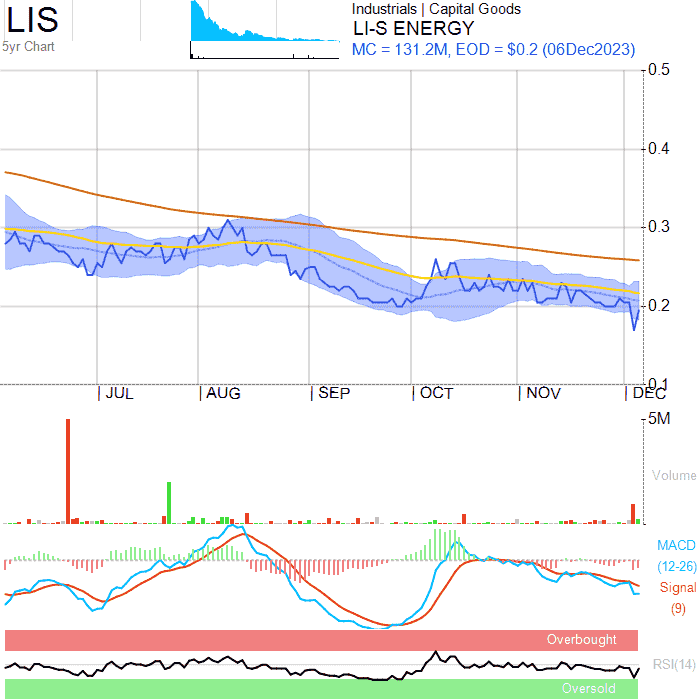 LIS
5yr Chart
Industrials | Capital Goods
LI-S ENERGY
MC = 131.2M, EOD = $0.2 (06Dec2023)
0.5
0.4
0.3
0.2
0.1
JUL AUG SEP OCT NOV DEC
5M
Volume
MACD
(12-26)
Signal
(9)
Overbought
RSI(14)
Oversold